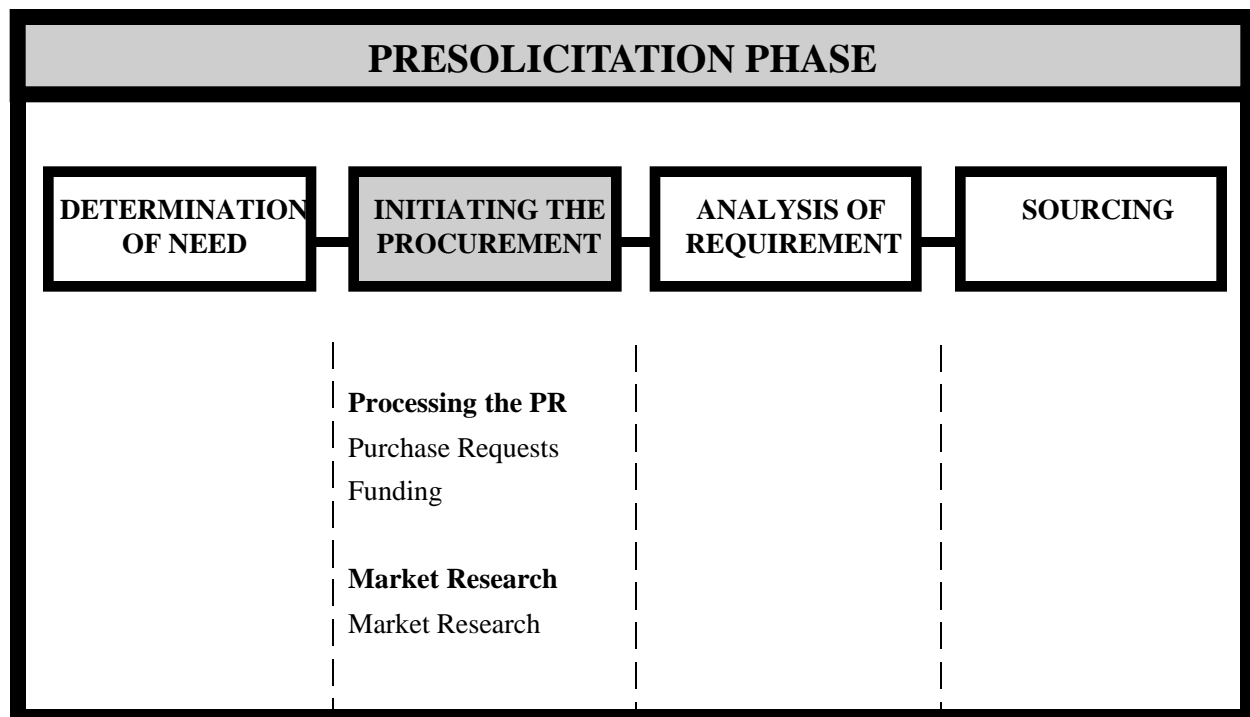 PRESOLICITATION PHASE
DETERMINATION
OF NEED
INITIATING THE
PROCUREMENT
ANALYSIS OF
REQUIREMENT
SOURCING
Processing the PR
Purchase Requests
Funding
Market Research
Market Research